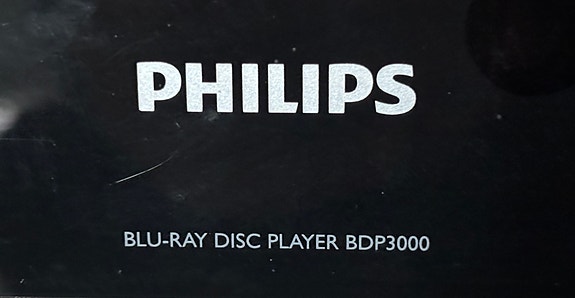 PHILIPS
BLU-RAY DISC PLAYER BDP3000